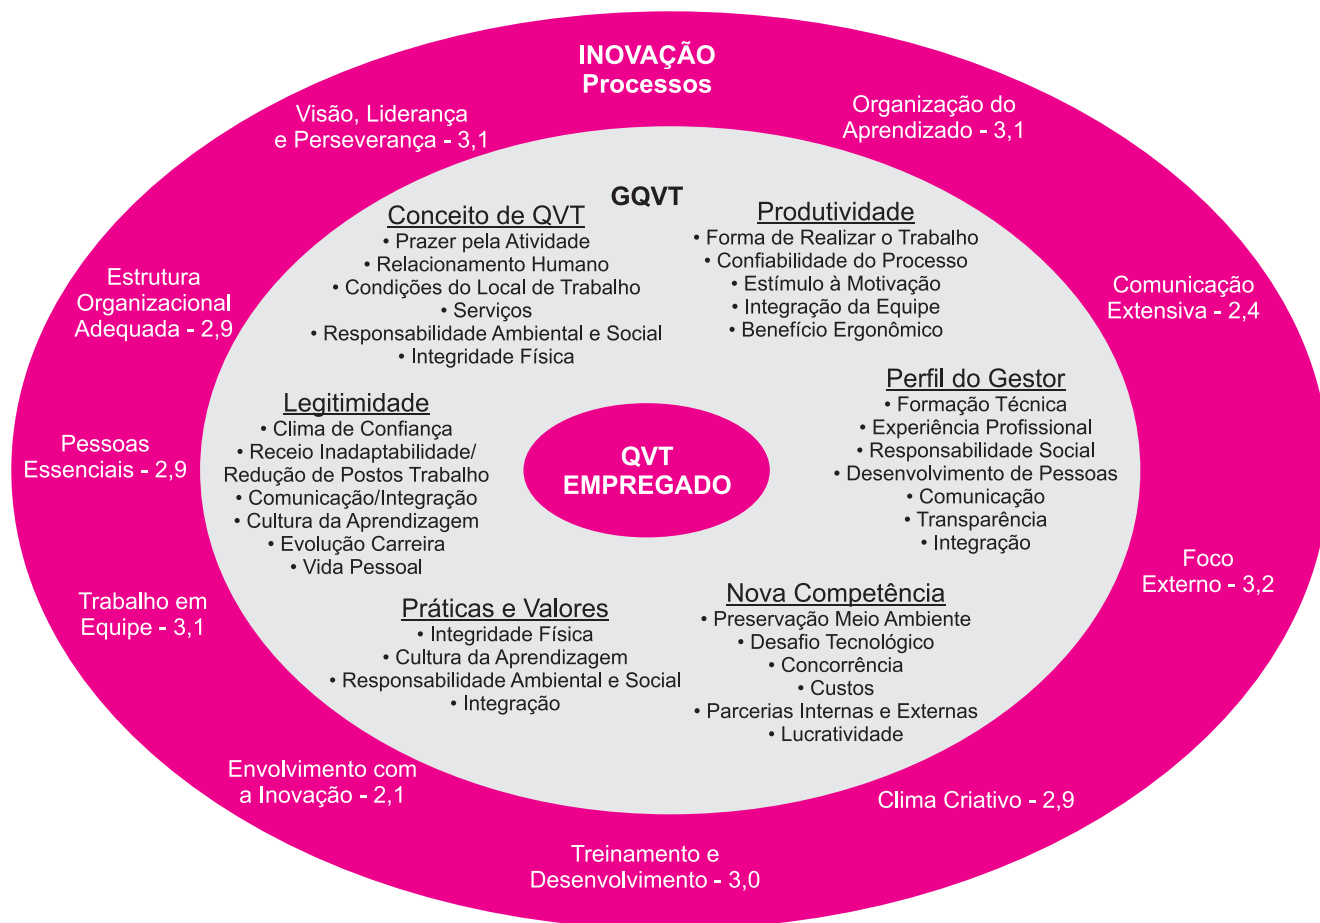 INOVAÇÃO
Processos
Visão, Liderança
e Perseverança - 3,1
Organização do
Aprendizado - 3,1
GQVT
Conceito de QVT
• Prazer pela Atividade
• Relacionamento Humano
• Condições do Local de Trabalho
• Serviços
• Responsabilidade Ambiental e Social
• Integridade Física
Produtividade
• Forma de Realizar o Trabalho
• Confiabilidade do Processo
• Estímulo à Motivação
• Integração da Equipe
• Benefício Ergonômico
Estrutura
Organizacional
Adequada - 2,9
Comunicação
Extensiva - 2,4
Legitimidade
• Clima de Confiança
• Receio Inadaptabilidade/
Redução de Postos Trabalho
• Comunicação/Integração
• Cultura da Aprendizagem
• Evolução Carreira
• Vida Pessoal
QVT
EMPREGADO
Perfil do Gestor
• Formação Técnica
• Experiência Profissional
• Responsabilidade Social
• Desenvolvimento de Pessoas
• Comunicação
• Transparência
• Integração
Pessoas
Essenciais - 2,9
Foco
Externo - 3,2
Trabalho em
Equipe - 3,1
Práticas e Valores
• Integridade Física
• Cultura da Aprendizagem
• Responsabilidade Ambiental e Social
• Integração
Nova Competência
• Preservação Meio Ambiente
• Desafio Tecnológico
• Concorrência
• Custos
• Parcerias Internas e Externas
• Lucratividade
Envolvimento com
a Inovação - 2,1
Clima Criativo - 2,9
Treinamento e
Desenvolvimento - 3,0